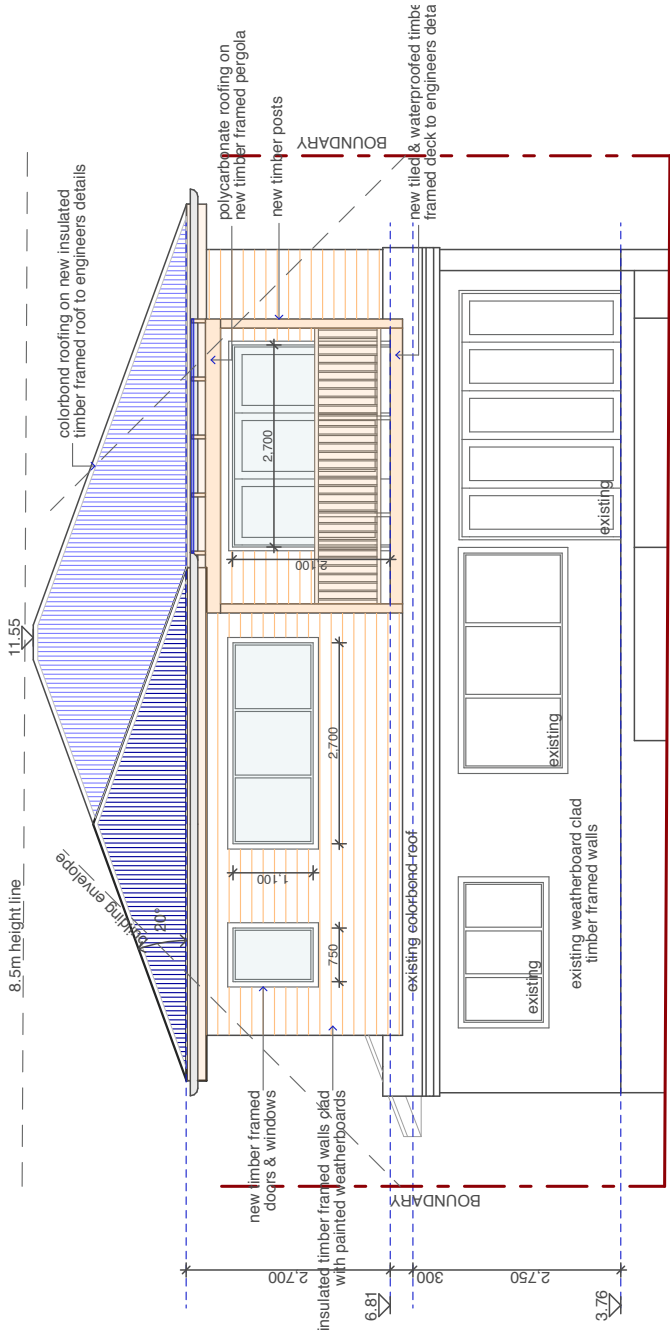 8.5m height line
11.55
colorbond roofing on new insulated
timber framed roof to engineers details
building envelope
20°
polycarbonate roofing on
new timber framed pergola
new timber posts
BOUNDARY
new tiled & waterproofed timbe
framed deck to engineers deta
2,700
2,100
2,700
1,100
750
new timber framed
doors & windows
insulated timber framed walls clad
with painted weatherboards
BOUNDARY
existing colorbond roof
2,700
6.81
300
2,750
3.76
existing
existing
existing
existing weatherboard clad
timber framed walls